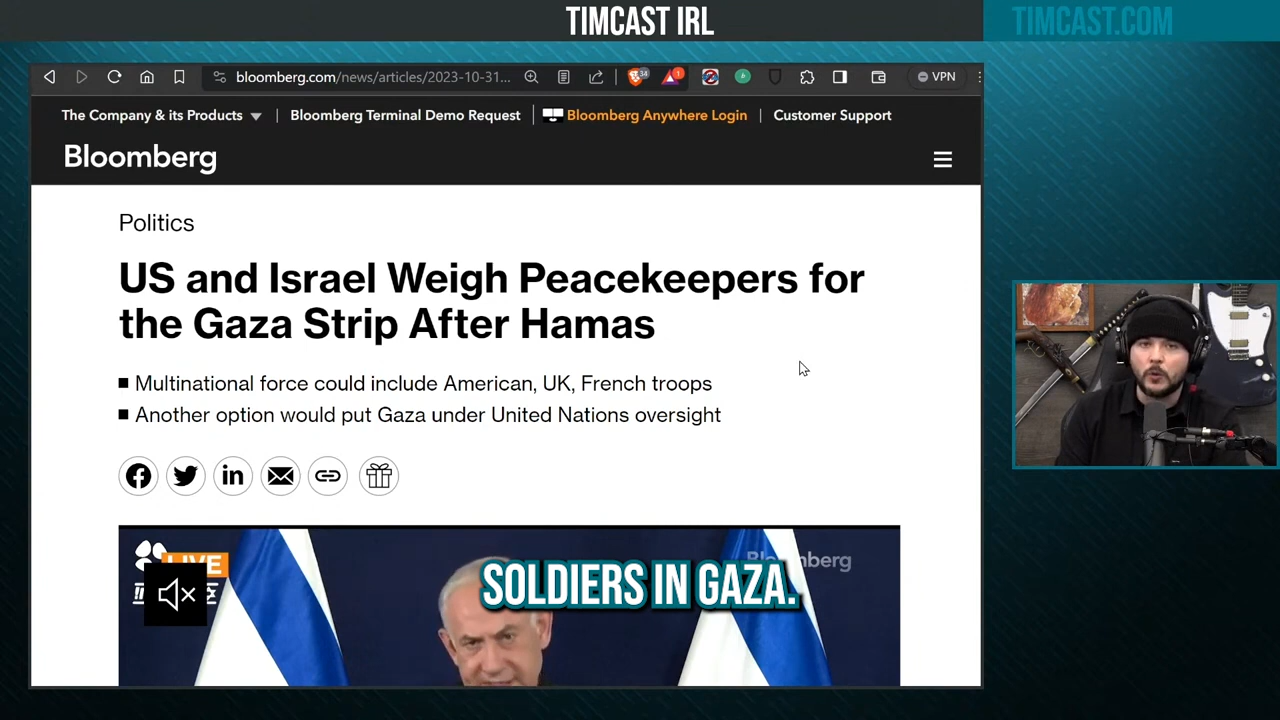 TIMCAST IRL
TIMCAST.COM
bloomberg.com/news/articles/2023-10-31...
34
1
VPN
The Company & its Products
Bloomberg Terminal Demo Request
Bloomberg Anywhere Login
Customer Support
Bloomberg
Politics
US and Israel Weigh Peacekeepers for
the Gaza Strip After Hamas
Multinational force could include American, UK, French troops
Another option would put Gaza under United Nations oversight
LIVE
Bloomberg
SOLDIERS IN GAZA.